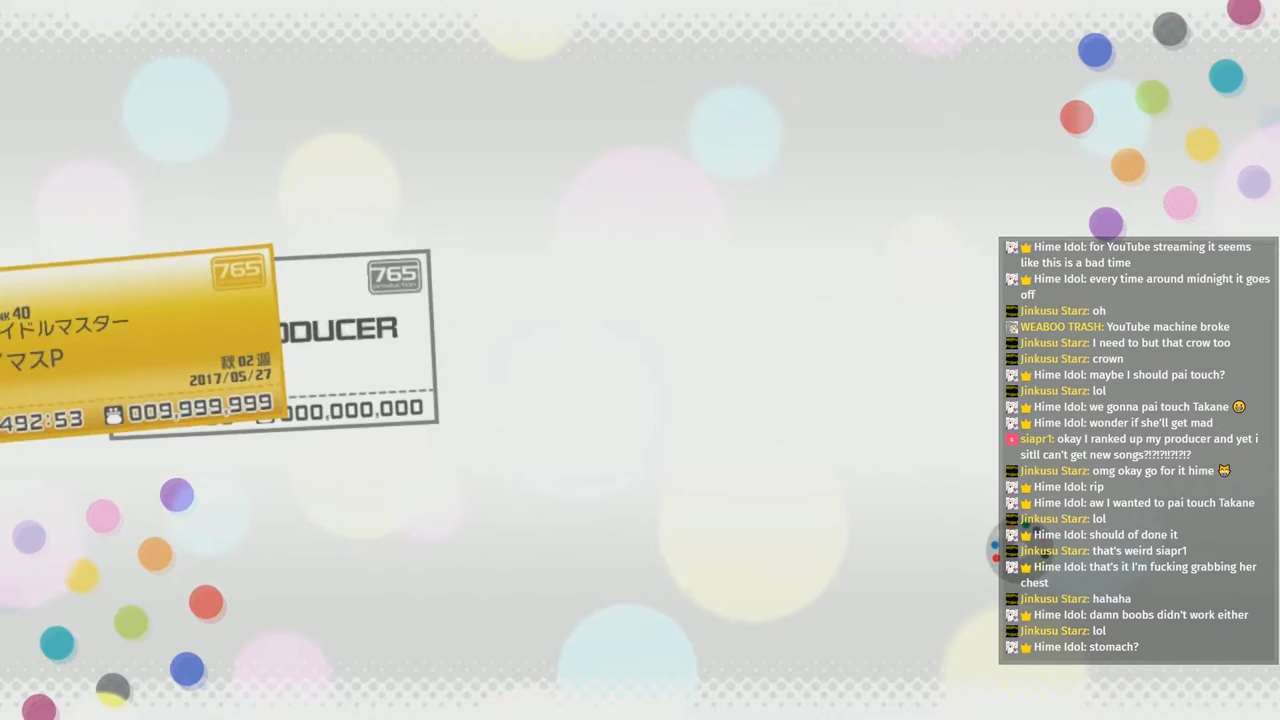 765
NK 40
イドルマスター
マスP
秋 02 週
2017/05/27
492:53
009,999,999
765
production
ODUCER
000,000,000
Hime Idol: for YouTube streaming it seems
like this is a bad time
Hime Idol: every time around midnight it goes
off
Jinkusu Starz: oh
WEABOO TRASH: YouTube machine broke
Jinkusu Starz: I need to but that crow too
Jinkusu Starz: crown
Hime Idol: maybe I should pai touch?
Jinkusu Starz: lol
Hime Idol: we gonna pai touch Takane 😁
Hime Idol: wonder if she'll get mad
siapr1: okay I ranked up my producer and yet i
sitll can't get new songs?!?!?!!?!?!?
Jinkusu Starz: omg okay go for it hime 😸
Hime Idol: rip
Hime Idol: aw I wanted to pai touch Takane
Jinkusu Starz: lol
Hime Idol: should of done it
Jinkusu Starz: that's weird siapr1
Hime Idol: that's it I'm fucking grabbing her
chest
Jinkusu Starz: hahaha
Hime Idol: damn boobs didn't work either
Jinkusu Starz: lol
Hime Idol: stomach?